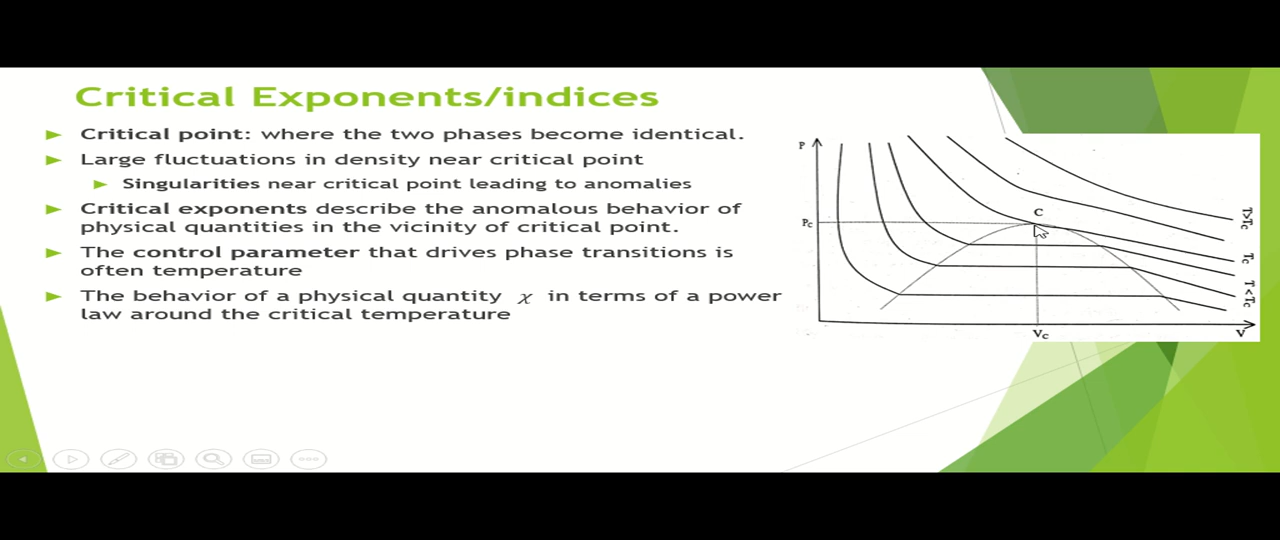 Critical Exponents/indices
Critical point: where the two phases become identical.
Large fluctuations in density near critical point
Singularities near critical point leading to anomalies
Critical exponents describe the anomalous behavior of
physical quantities in the vicinity of critical point.
The control parameter that drives phase transitions is
often temperature
The behavior of a physical quantity χ in terms of a power
law around the critical temperature
P
C
Pc
T>Tc
Tc
T<Tc
Vc
V